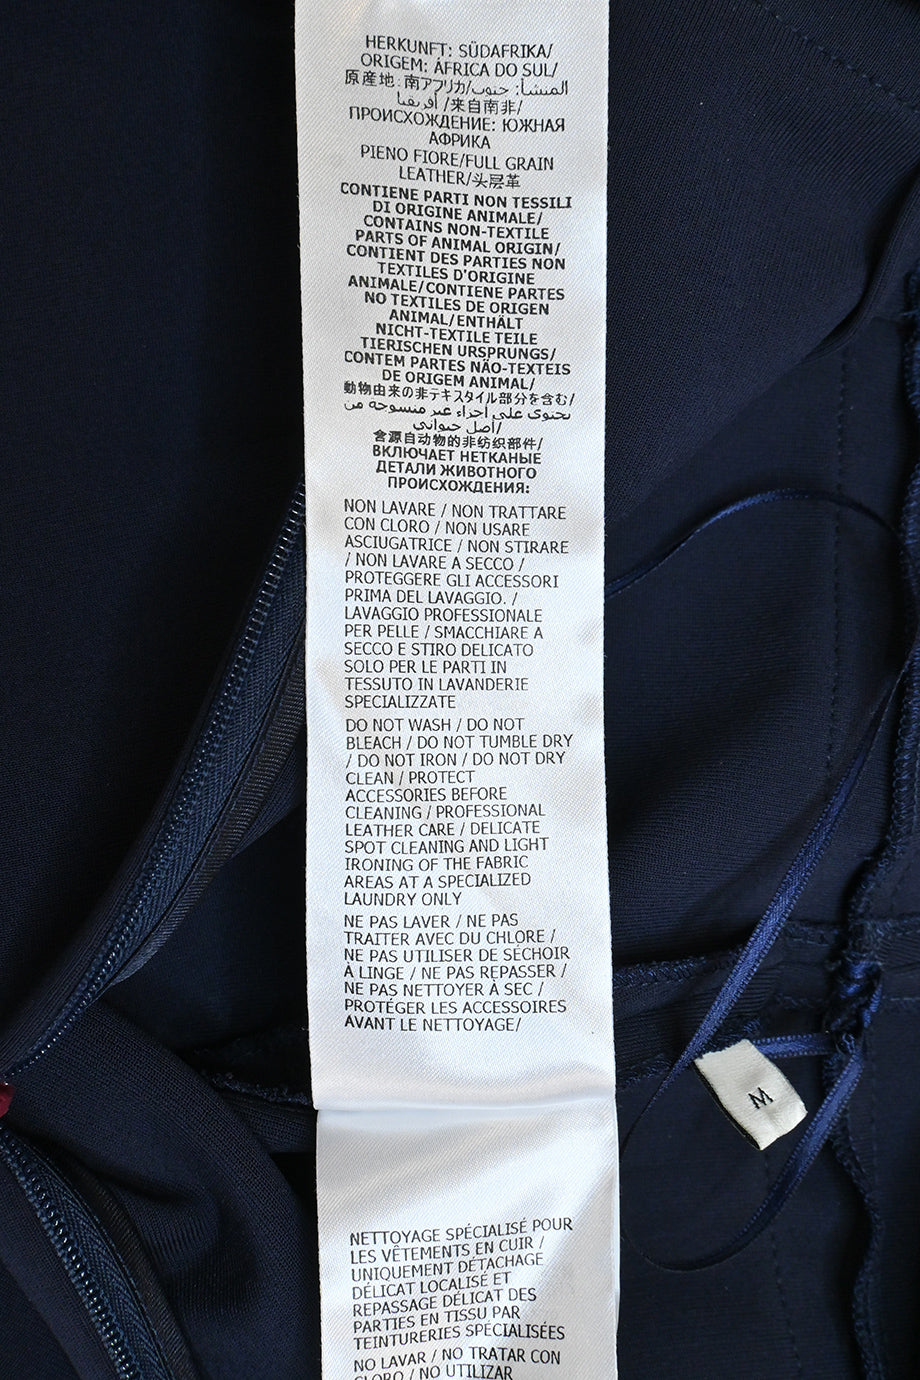 HERKUNFT: SÜDAFRIKA/
ORIGEM: ÁFRICA DO SUL/
原産地: 南アフリカ/المنشأ: جنوب
أفريقيا /来自南非/
ПРОИСХОЖДЕНИЕ: ЮЖНАЯ
АФРИКА
PIENO FIORE/FULL GRAIN
LEATHER/头层革
CONTIENE PARTI NON TESSILI
DI ORIGINE ANIMALE/
CONTAINS NON-TEXTILE
PARTS OF ANIMAL ORIGIN/
CONTIENT DES PARTIES NON
TEXTILES D'ORIGINE
ANIMALE/CONTIENE PARTES
NO TEXTILES DE ORIGEN
ANIMAL/ENTHÄLT
NICHT-TEXTILE TEILE
TIERISCHEN URSPRUNGS/
CONTEM PARTES NÃO-TEXTEIS
DE ORIGEM ANIMAL/
動物由来の非テキスタイル部分を含む/
تحتوي على أجزاء غير منسوجة من
أصل حيواني/
含源自动物的非纺织部件/
ВКЛЮЧАЕТ НЕТКАНЫЕ
ДЕТАЛИ ЖИВОТНОГО
ПРОИСХОЖДЕНИЯ:
NON LAVARE / NON TRATTARE
CON CLORO / NON USARE
ASCIUGATRICE / NON STIRARE
/ NON LAVARE A SECCO /
PROTEGGERE GLI ACCESSORI
PRIMA DEL LAVAGGIO. /
LAVAGGIO PROFESSIONALE
PER PELLE / SMACCHIARE A
SECCO E STIRO DELICATO
SOLO PER LE PARTI IN
TESSUTO IN LAVANDERIE
SPECIALIZZATE
DO NOT WASH / DO NOT
BLEACH / DO NOT TUMBLE DRY
/ DO NOT IRON / DO NOT DRY
CLEAN / PROTECT
ACCESSORIES BEFORE
CLEANING / PROFESSIONAL
LEATHER CARE / DELICATE
SPOT CLEANING AND LIGHT
IRONING OF THE FABRIC
AREAS AT A SPECIALIZED
LAUNDRY ONLY
NE PAS LAVER / NE PAS
TRAITER AVEC DU CHLORE /
NE PAS UTILISER DE SÉCHOIR
À LINGE / NE PAS REPASSER /
NE PAS NETTOYER À SEC /
PROTÉGER LES ACCESSOIRES
AVANT LE NETTOYAGE/
M
NETTOYAGE SPÉCIALISÉ POUR
LES VÊTEMENTS EN CUIR /
UNIQUEMENT DÉTACHAGE
DÉLICAT LOCALISÉ ET
REPASSAGE DÉLICAT DES
PARTIES EN TISSU PAR
TEINTURERIES SPÉCIALISÉES
NO LAVAR / NO TRATAR CON
CLORO / NO UTILIZAR